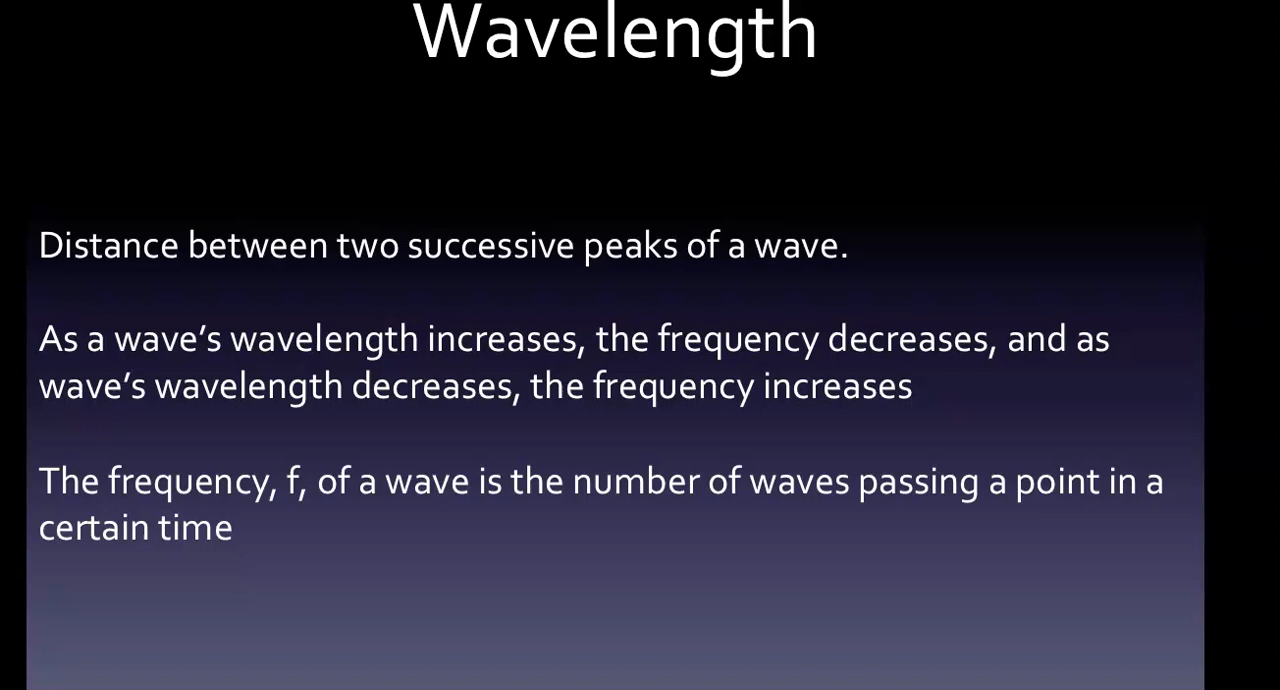 Wavelength
Distance between two successive peaks of a wave.
As a wave’s wavelength increases, the frequency decreases, and as
wave’s wavelength decreases, the frequency increases
The frequency, f, of a wave is the number of waves passing a point in a
certain time